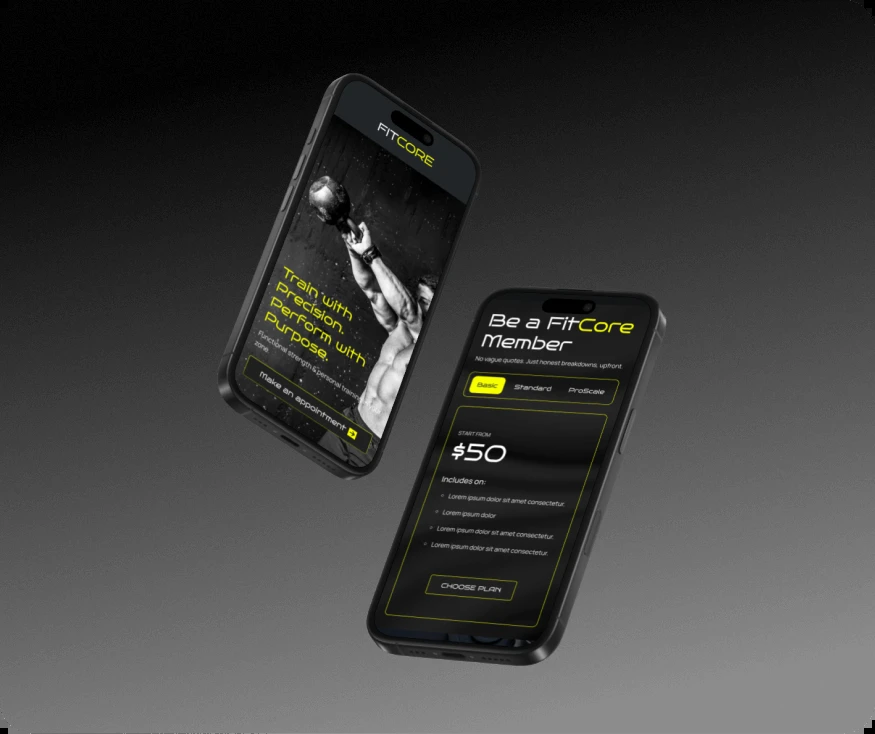 FITCORE
Train with
Precision.
Perform with
Purpose.
Functional strength & personal training
zone.
Make an appointment
Be a FitCore
Member
No vague quotes. Just honest breakdowns, upfront.
Basic Standard ProScale
START FROM
$50
Includes on:
Lorem ipsum dolor sit amet consectetur.
Lorem ipsum dolor
Lorem ipsum dolor sit amet consectetur.
Lorem ipsum dolor sit amet consectetur.
CHOOSE PLAN